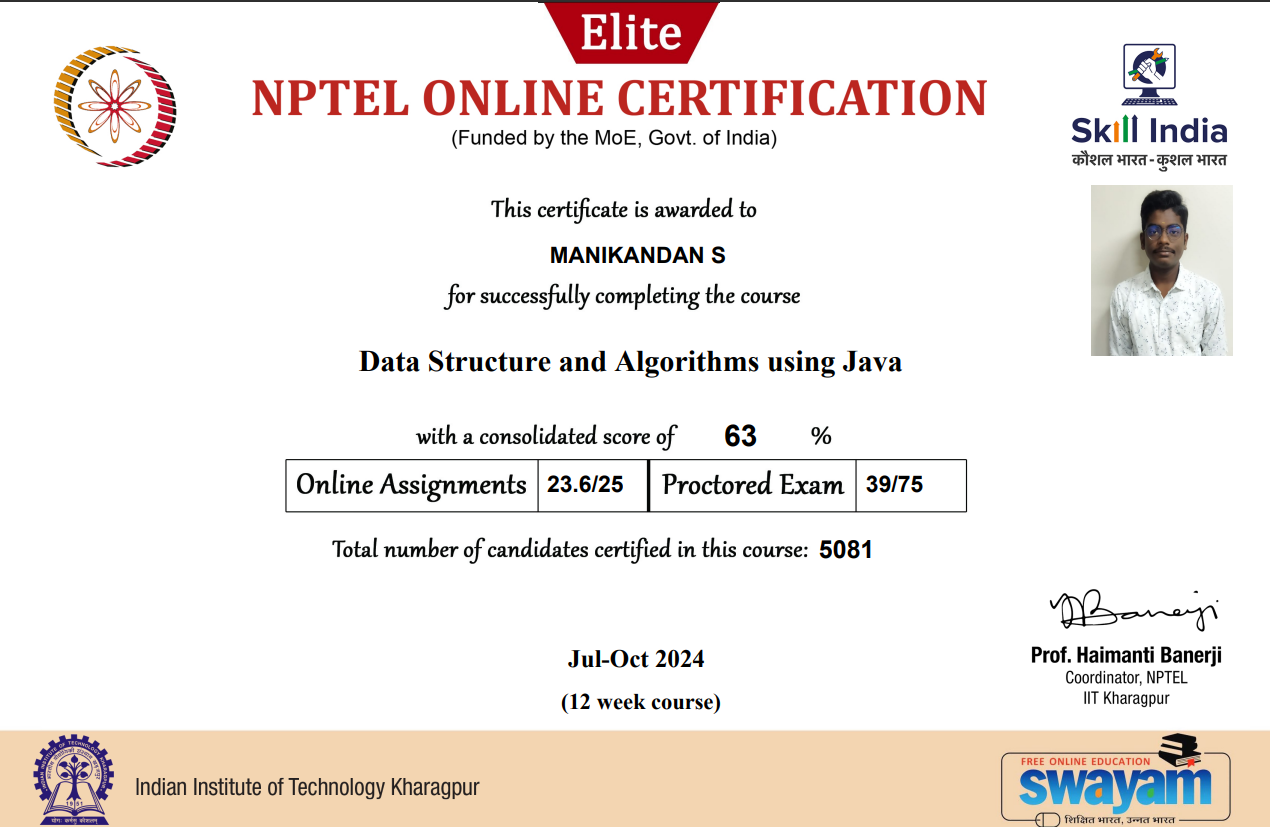 Elite
NPTEL ONLINE CERTIFICATION
(Funded by the MoE, Govt. of India)
Skill India
कौशल भारत - कुशल भारत
This certificate is awarded to
MANIKANDAN S
for successfully completing the course
Data Structure and Algorithms using Java
with a consolidated score of 63 %
Online Assignments 23.6/25 Proctored Exam 39/75
Total number of candidates certified in this course: 5081
Jul-Oct 2024
(12 week course)
NBanerji
Prof. Haimanti Banerji
Coordinator, NPTEL
IIT Kharagpur
Indian Institute of Technology Kharagpur
1951
योगः कर्मसु कौशलम्
FREE ONLINE EDUCATION
swayam
शिक्षित भारत, उन्नत भारत